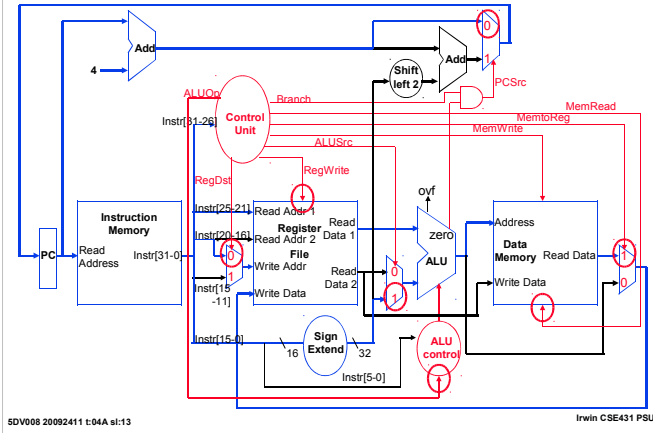 Add
4
Add
0
1
Shift
left 2
PCSrc
ALUOp
Branch
MemRead
Instr[31-26]
Control
Unit
MemtoReg
MemWrite
ALUSrc
RegDst
RegWrite
ovf
Instruction
Memory
PC
Read
Address
Instr[31-0]
Instr[25-21]
Read Addr 1
Instr[20-16]
Read Addr 2
Register
File
Read
Data 1
0
1
Write Addr
Instr[15
-11]
Write Data
Read
Data 2
0
1
zero
ALU
Address
Data
Memory
Read Data
Write Data
1
0
Instr[15-0]
16
Sign
Extend
32
ALU
control
Instr[5-0]
5DV008 20092411 t:04A sl:13
Irwin CSE431 PSU